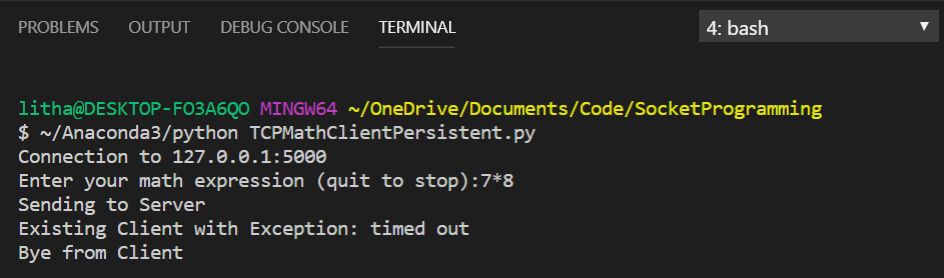 PROBLEMS OUTPUT DEBUG CONSOLE TERMINAL 4: bash
litha@DESKTOP-FO3A6QO MINGW64 ~/OneDrive/Documents/Code/SocketProgramming
$ ~/Anaconda3/python TCPMathClientPersistent.py
Connection to 127.0.0.1:5000
Enter your math expression (quit to stop):7*8
Sending to Server
Existing Client with Exception: timed out
Bye from Client